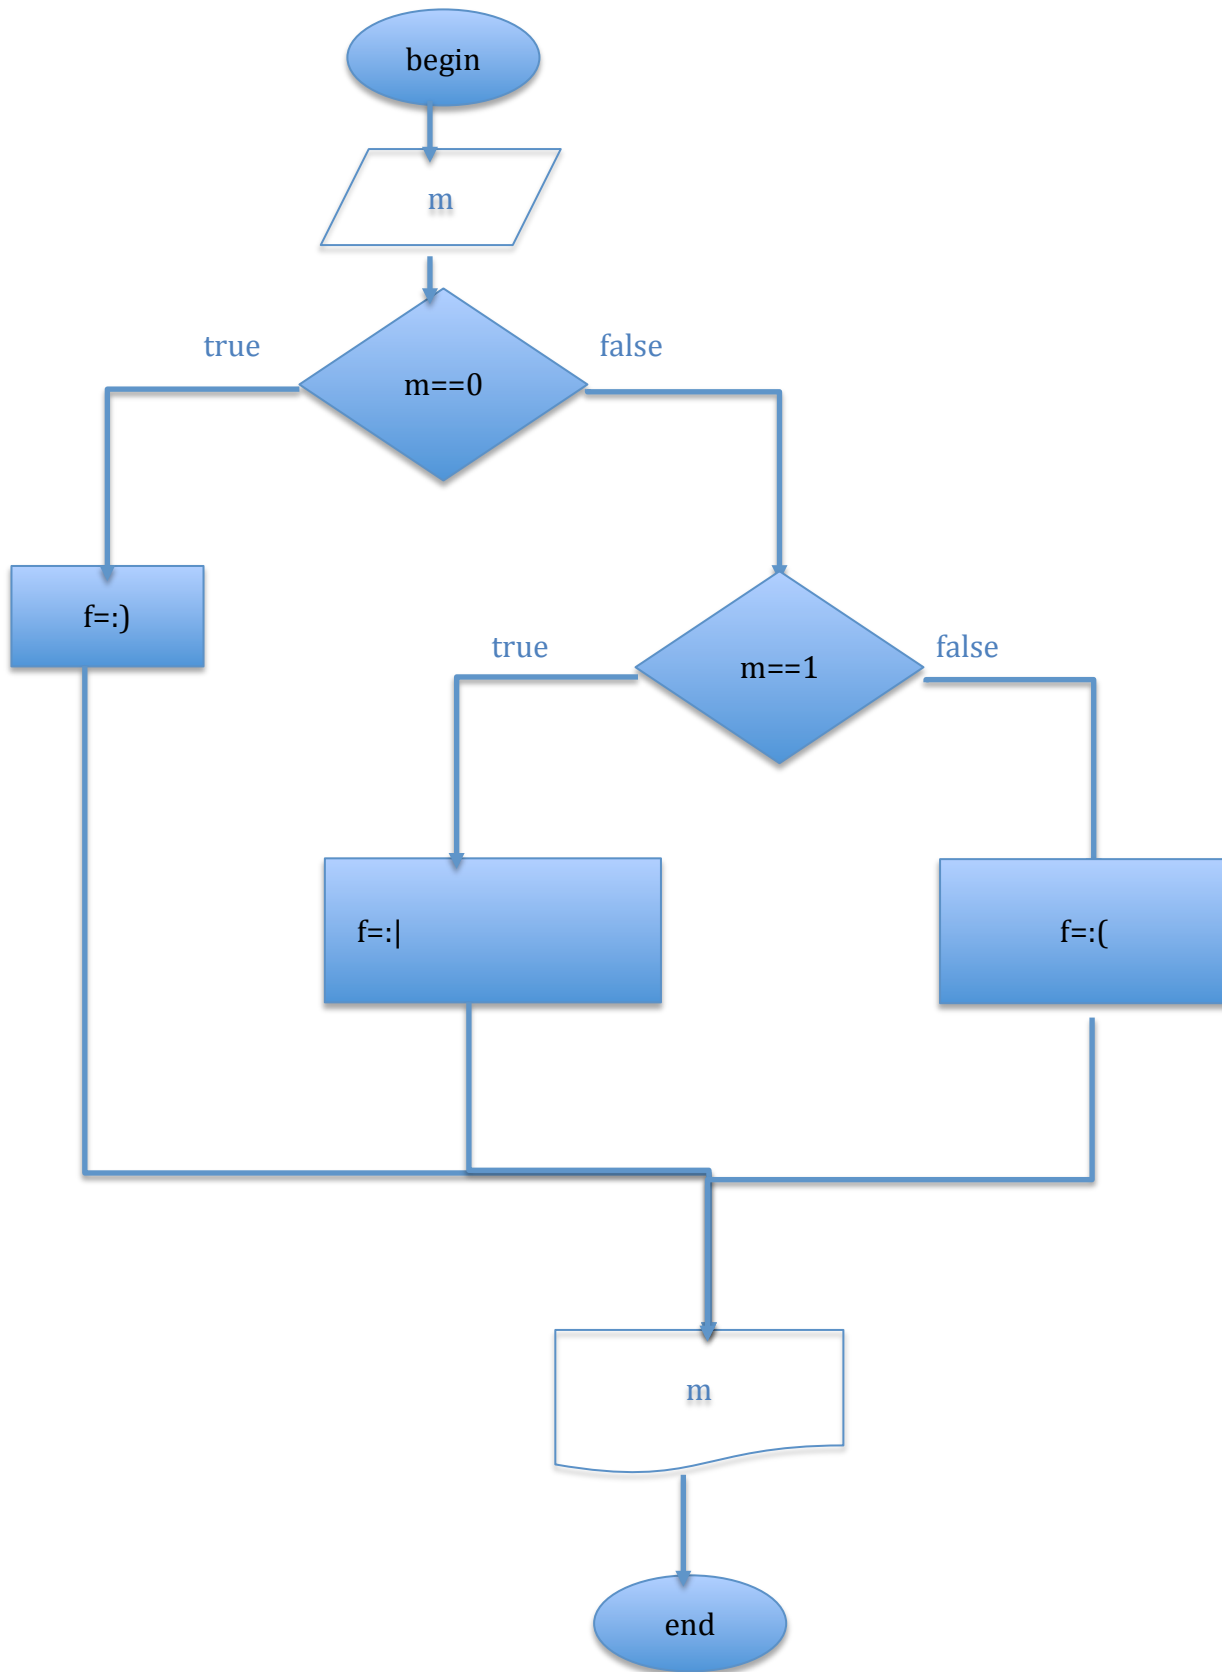 begin
m
true
false
m==0
f=:)
true
false
m==1
f=:|
f=:(
m
end